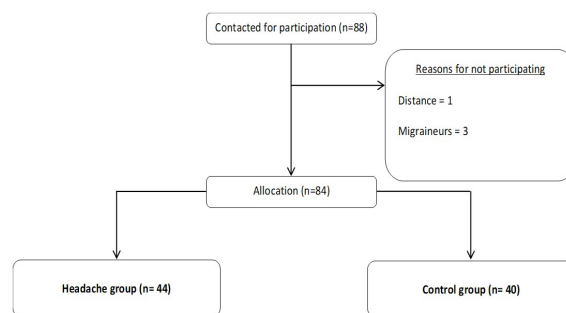 Contacted for participation (n=88)
Reasons for not participating
Distance = 1
Migraineurs = 3
Allocation (n=84)
Headache group (n= 44)
Control group (n= 40)